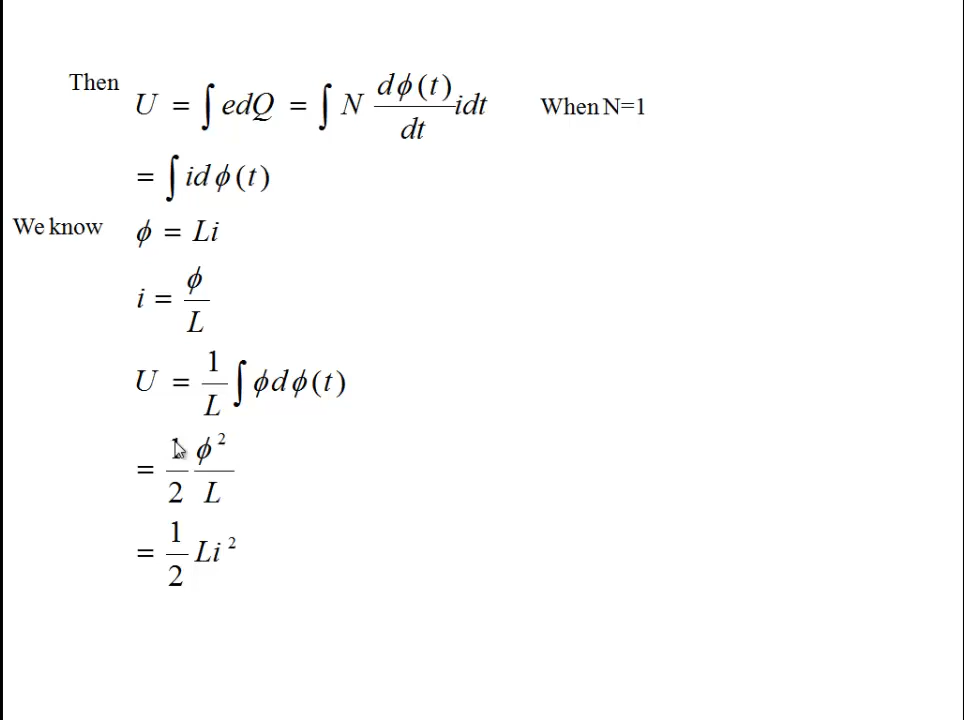 Then U = ∫ edQ = ∫ N dϕ(t)/dt idt When N=1
= ∫ idϕ(t)
We know ϕ = Li
i = ϕ/L
U = 1/L ∫ ϕdϕ(t)
= 1/2 ϕ²/L
= 1/2 Li²